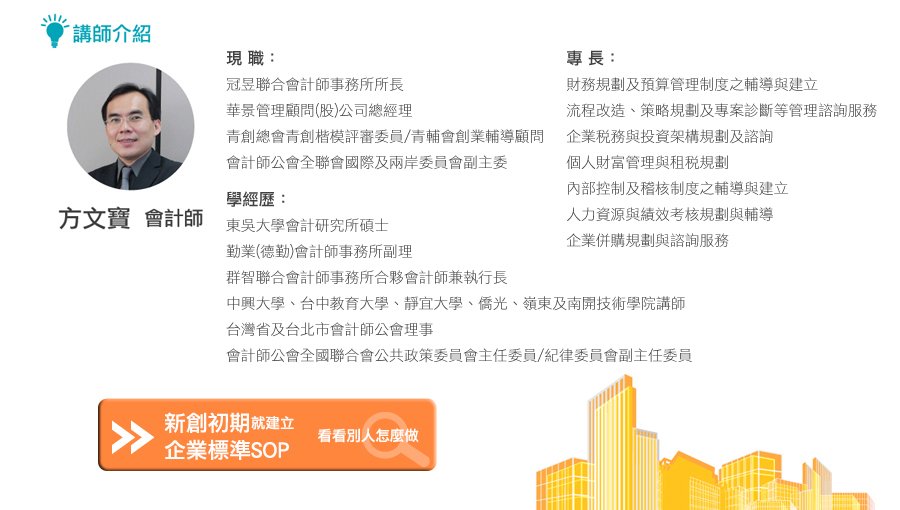 講師介紹
方文寶 會計師
現 職：
冠昱聯合會計師事務所所長
華景管理顧問(股)公司總經理
青創總會青創楷模評審委員/青輔會創業輔導顧問
會計師公會全聯會國際及兩岸委員會副主委
學經歷：
東吳大學會計研究所碩士
勤業(德勤)會計師事務所副理
群智聯合會計師事務所合夥會計師兼執行長
中興大學、台中教育大學、靜宜大學、僑光、嶺東及南開技術學院講師
台灣省及台北市會計師公會理事
會計師公會全國聯合會公共政策委員會主任委員/紀律委員會副主任委員
專 長：
財務規劃及預算管理制度之輔導與建立
流程改造、策略規劃及專案診斷等管理諮詢服務
企業稅務與投資架構規劃及諮詢
個人財富管理與租稅規劃
內部控制及稽核制度之輔導與建立
人力資源與績效考核規劃與輔導
企業併購規劃與諮詢服務
新創初期就建立
企業標準SOP
看看別人怎麼做